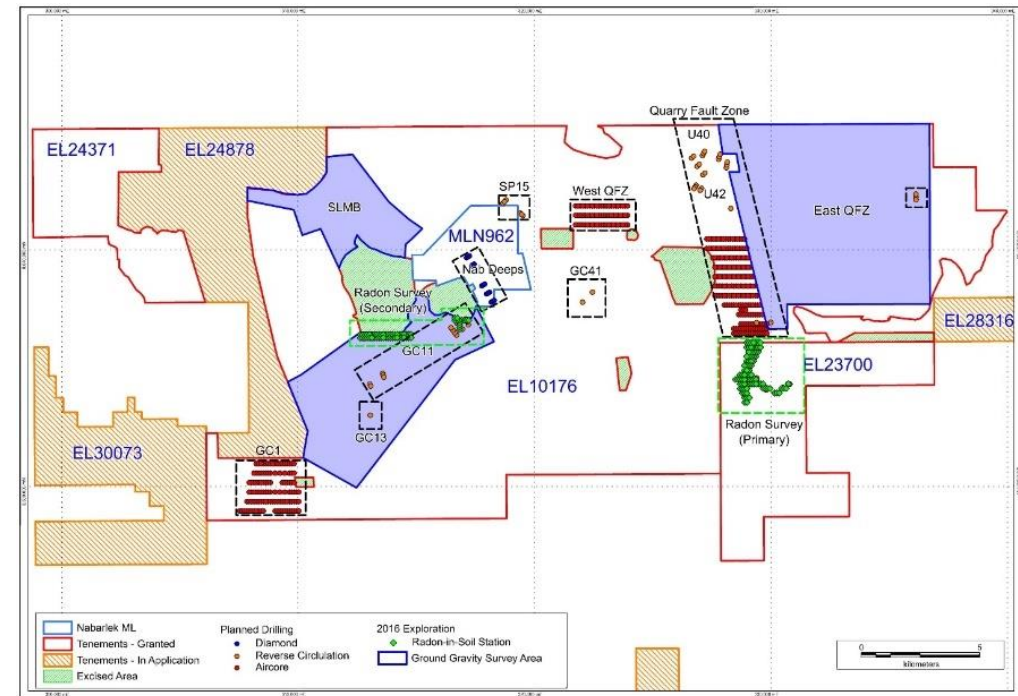 Quarry Fault Zone
EL24371
EL24878
U40
SP15
West QFZ
U42
SLMB
East QFZ
MLN962
Nab Deeps
GC41
Radon Survey
(Secondary)
EL28316
GC11
EL10176
EL23700
Radon Survey
(Primary)
GC13
EL30073
GC1
Nabarlek ML
Tenements - Granted
Tenements - In Application
Excised Area
Planned Drilling
Diamond
Reverse Circulation
Aircore
2016 Exploration
Radon-in-Soil Station
Ground Gravity Survey Area
0 5
kilometers